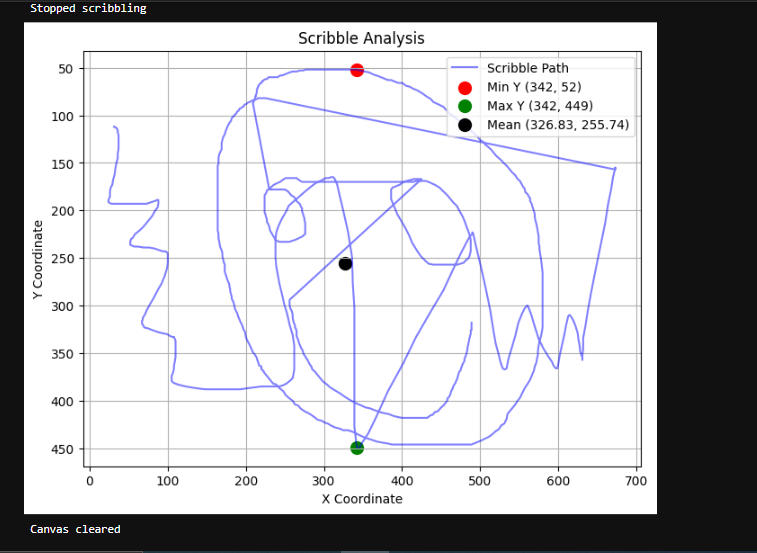 Stopped scribbling
Scribble Analysis
Scribble Path
Min Y (342, 52)
Max Y (342, 449)
Mean (326.83, 255.74)
50
100
150
200
250
300
350
400
450
Y Coordinate
0 100 200 300 400 500 600 700
X Coordinate
Canvas cleared